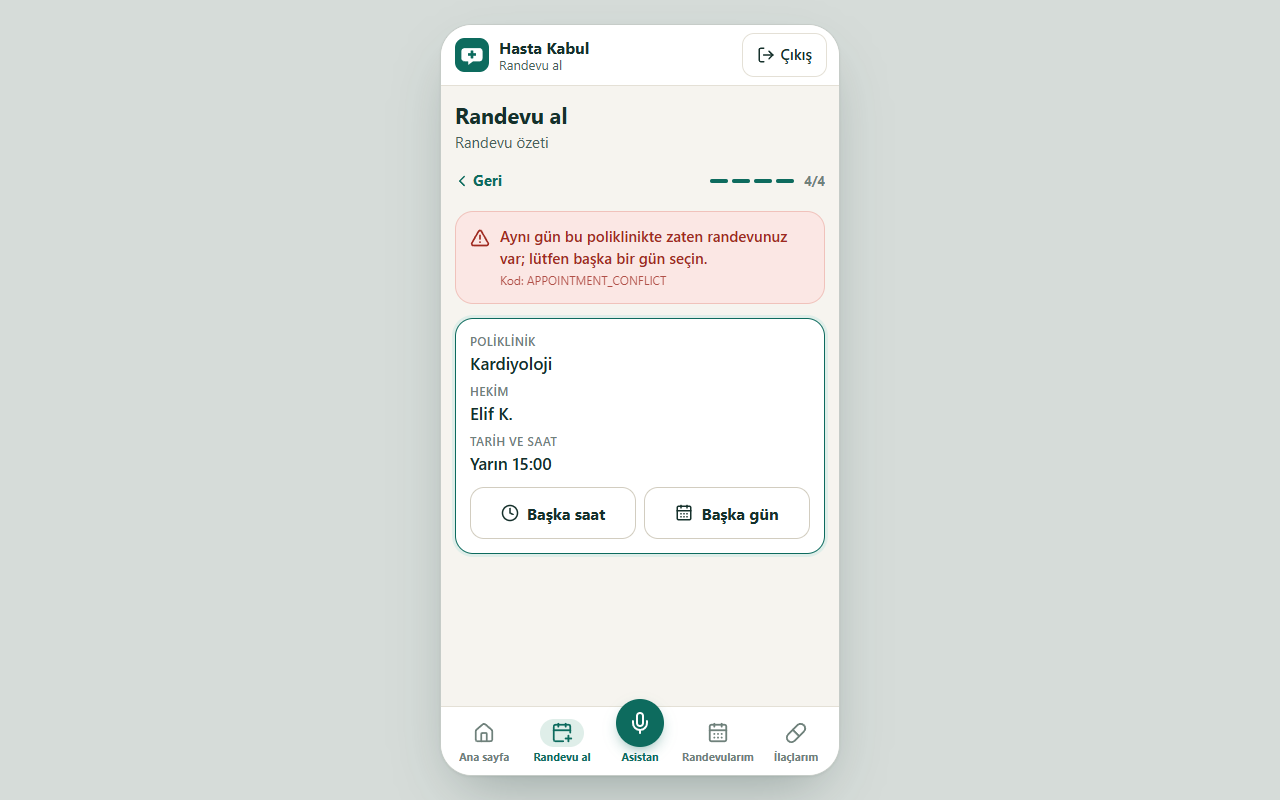 Hasta Kabul
Randevu al
Çıkış
Randevu al
Randevu özeti
Geri
4/4
Aynı gün bu poliklinikte zaten randevunuz
var; lütfen başka bir gün seçin.
Kod: APPOINTMENT_CONFLICT
POLİKLİNİK
Kardiyoloji
HEKİM
Elif K.
TARİH VE SAAT
Yarın 15:00
Başka saat
Başka gün
Ana sayfa
Randevu al
Asistan
Randevularım
İlaçlarım